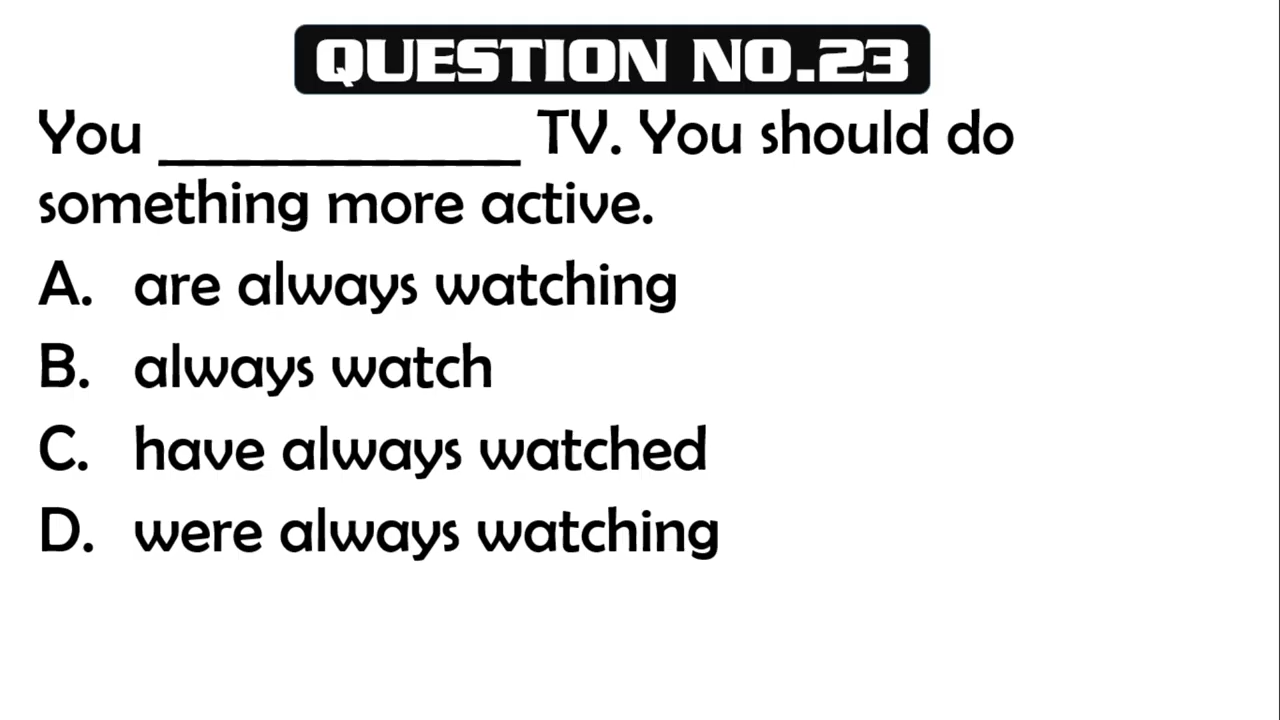 QUESTION NO.23
You ____________ TV. You should do
something more active.
A. are always watching
B. always watch
C. have always watched
D. were always watching